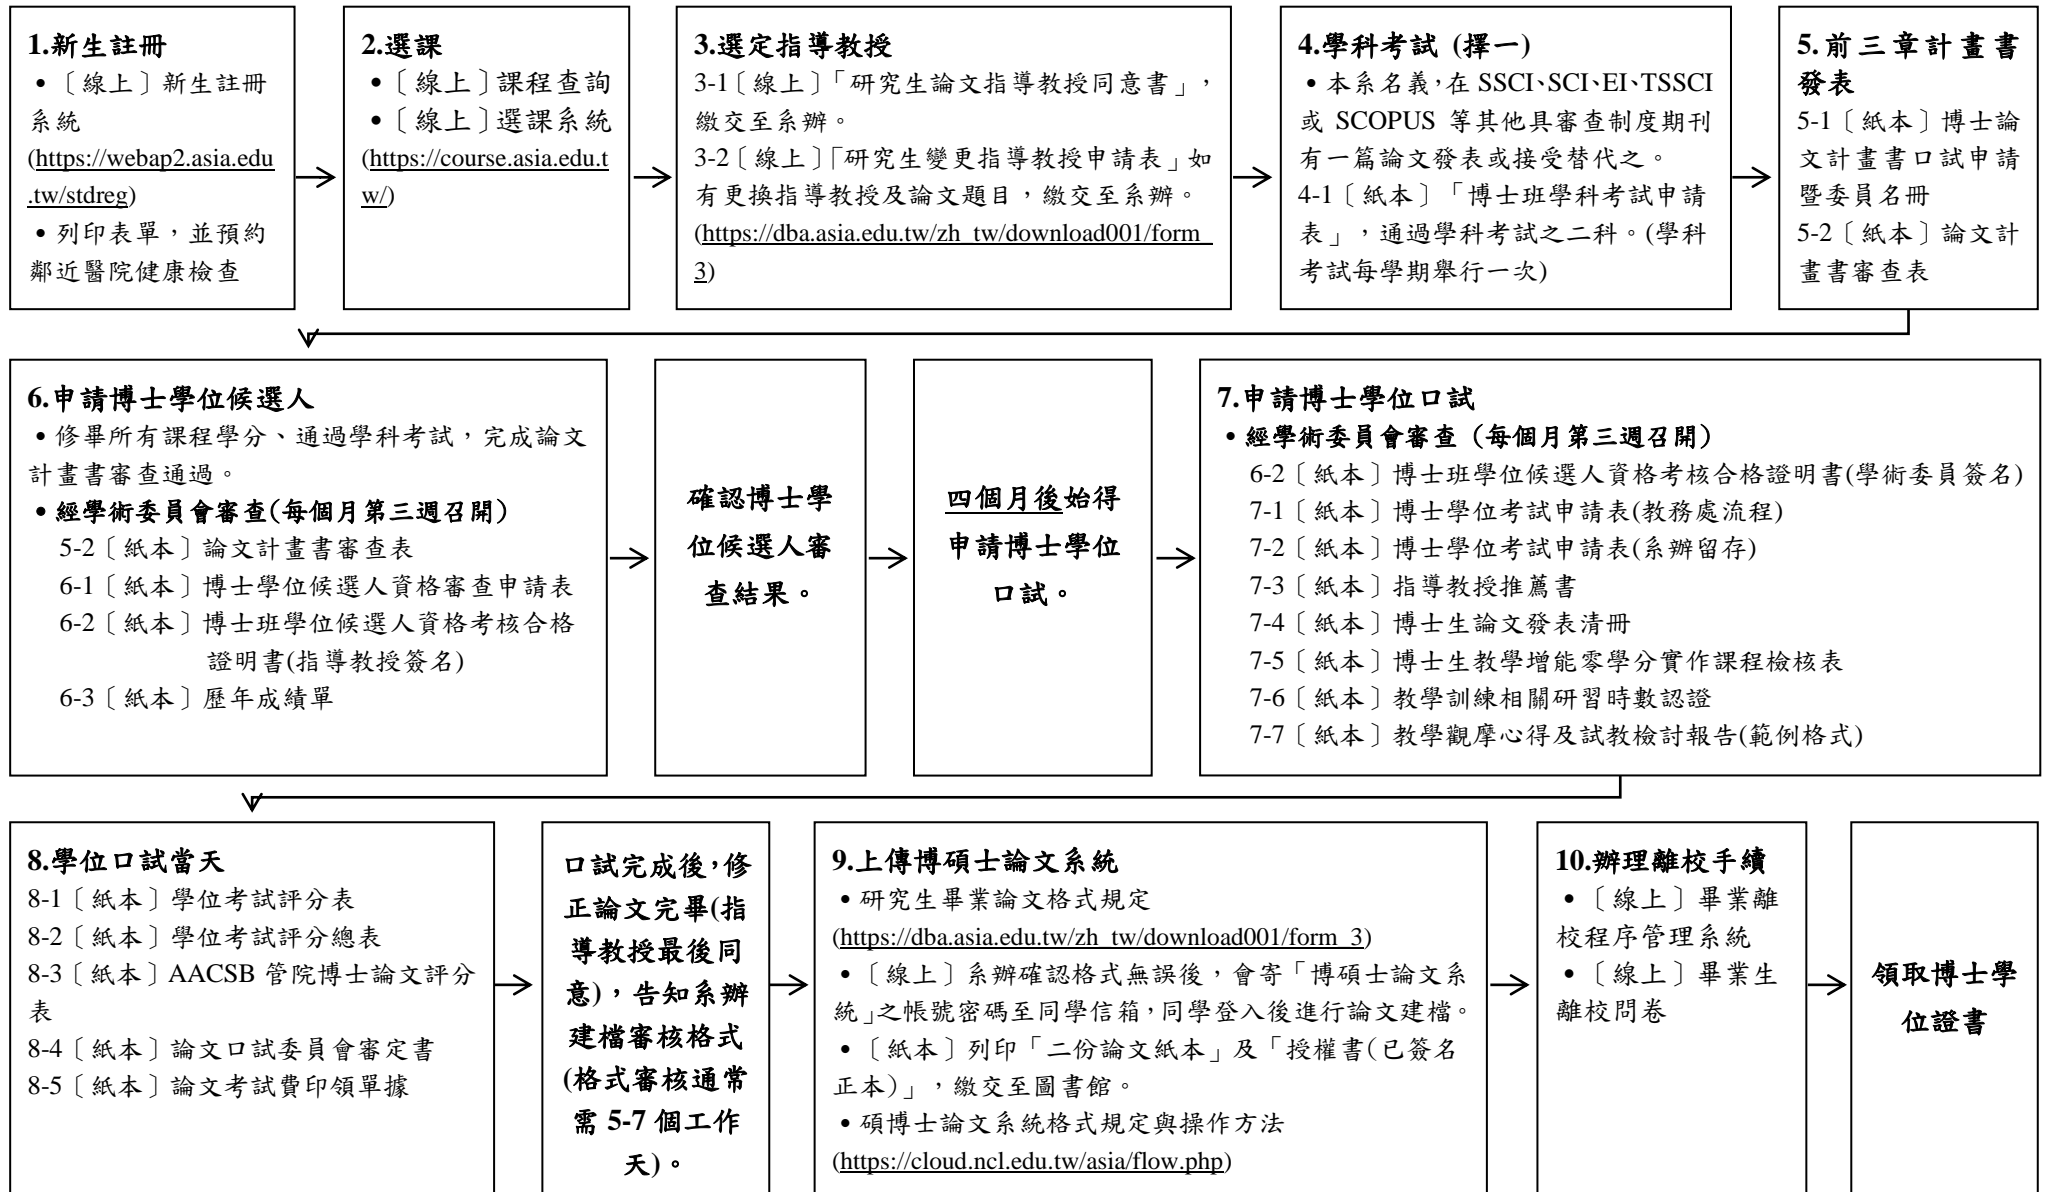 1.新生註冊
•〔線上〕新生註冊
系統
(https://webap2.asia.edu
.tw/stdreg)
•列印表單，並預約
鄰近醫院健康檢查
2.選課
•〔線上〕課程查詢
•〔線上〕選課系統
(https://course.asia.edu.t
w/)
3.選定指導教授
3-1〔線上〕「研究生論文指導教授同意書」，
繳交至系辦。
3-2〔線上〕「研究生變更指導教授申請表」如
有更換指導教授及論文題目，繳交至系辦。
(https://dba.asia.edu.tw/zh_tw/download001/form_
3)
4.學科考試 (擇一)
•本系名義，在 SSCI、SCI、EI、TSSCI
或 SCOPUS 等其他具審查制度期刊
有一篇論文發表或接受替代之。
4-1〔紙本〕「博士班學科考試申請
表」，通過學科考試之二科。(學科
考試每學期舉行一次)
5.前三章計畫書
發表
5-1〔紙本〕博士論
文計畫書口試申請
暨委員名冊
5-2〔紙本〕論文計
畫書審查表
6.申請博士學位候選人
•修畢所有課程學分、通過學科考試，完成論文
計畫書審查通過。
•經學術委員會審查(每個月第三週召開)
5-2〔紙本〕論文計畫書審查表
6-1〔紙本〕博士學位候選人資格審查申請表
6-2〔紙本〕博士班學位候選人資格考核合格
證明書(指導教授簽名)
6-3〔紙本〕歷年成績單
確認博士學
位候選人審
查結果。
四個月後始得
申請博士學位
口試。
7.申請博士學位口試
•經學術委員會審查 (每個月第三週召開)
6-2〔紙本〕博士班學位候選人資格考核合格證明書(學術委員簽名)
7-1〔紙本〕博士學位考試申請表(教務處流程)
7-2〔紙本〕博士學位考試申請表(系辦留存)
7-3〔紙本〕指導教授推薦書
7-4〔紙本〕博士生論文發表清冊
7-5〔紙本〕博士生教學增能零學分實作課程檢核表
7-6〔紙本〕教學訓練相關研習時數認證
7-7〔紙本〕教學觀摩心得及試教檢討報告(範例格式)
8.學位口試當天
8-1〔紙本〕學位考試評分表
8-2〔紙本〕學位考試評分總表
8-3〔紙本〕AACSB 管院博士論文評分
表
8-4〔紙本〕論文口試委員會審定書
8-5〔紙本〕論文考試費印領單據
口試完成後，修
正論文完畢(指
導教授最後同
意)，告知系辦
建檔審核格式
(格式審核通常
需 5-7 個工作
天)。
9.上傳博碩士論文系統
•研究生畢業論文格式規定
(https://dba.asia.edu.tw/zh_tw/download001/form_3)
•〔線上〕系辦確認格式無誤後，會寄「博碩士論文系
統」之帳號密碼至同學信箱，同學登入後進行論文建檔。
•〔紙本〕列印「二份論文紙本」及「授權書(已簽名
正本)」，繳交至圖書館。
•碩博士論文系統格式規定與操作方法
(https://cloud.ncl.edu.tw/asia/flow.php)
10.辦理離校手續
•〔線上〕畢業離
校程序管理系統
•〔線上〕畢業生
離校問卷
領取博士學
位證書